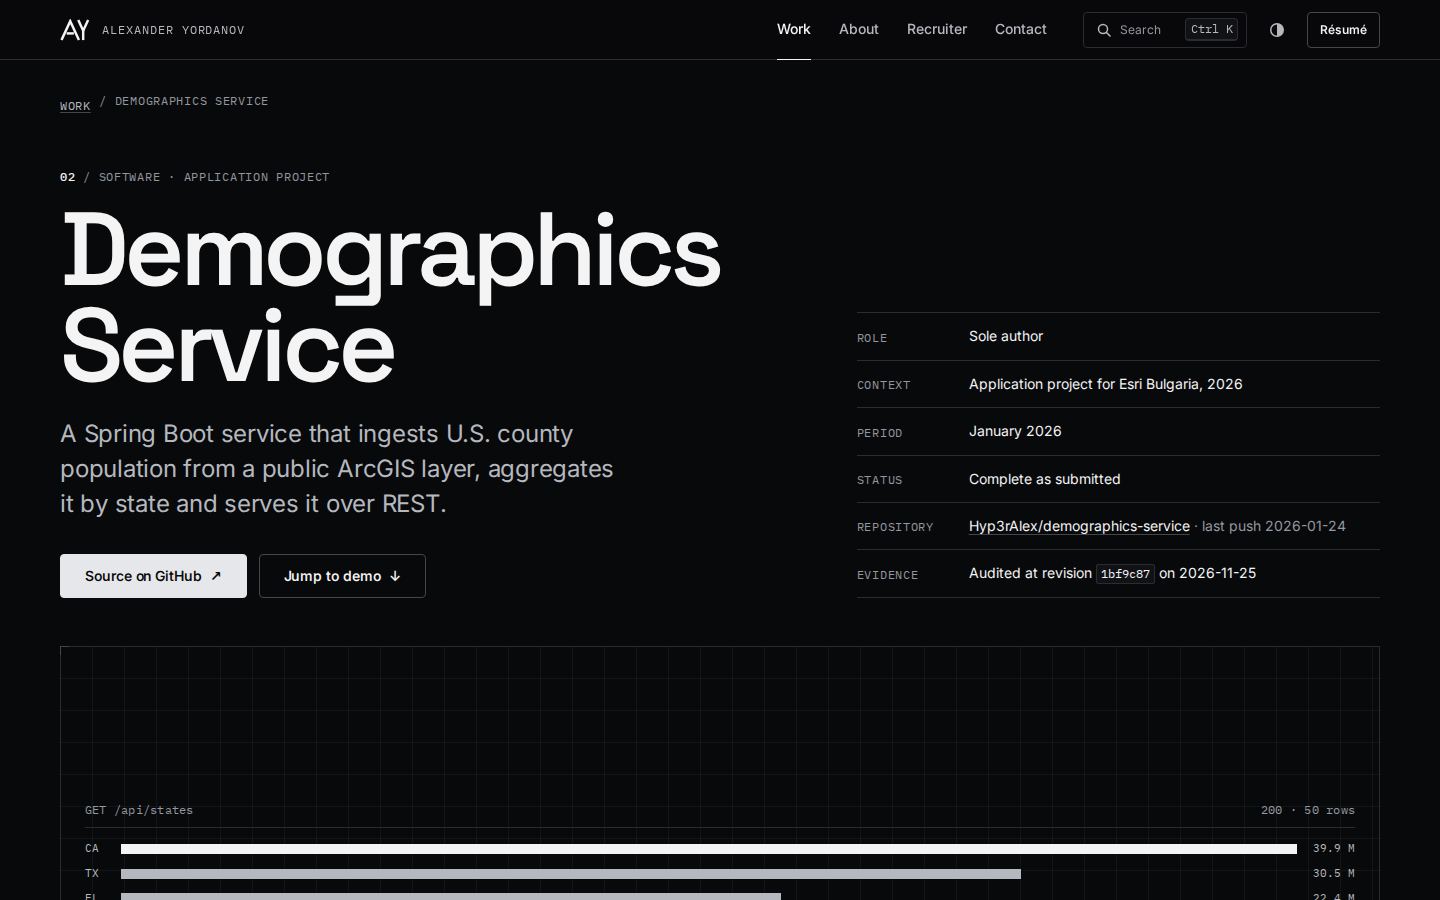 AY ALEXANDER YORDANOV
Work About Recruiter Contact Search Ctrl K Résumé
WORK / DEMOGRAPHICS SERVICE
02 / SOFTWARE · APPLICATION PROJECT
Demographics
Service
A Spring Boot service that ingests U.S. county
population from a public ArcGIS layer, aggregates
it by state and serves it over REST.
Source on GitHub ↗ Jump to demo ↓
ROLE Sole author
CONTEXT Application project for Esri Bulgaria, 2026
PERIOD January 2026
STATUS Complete as submitted
REPOSITORY Hyp3rAlex/demographics-service · last push 2026-01-24
EVIDENCE Audited at revision 1bf9c87 on 2026-11-25
GET /api/states 200 · 50 rows
CA 39.9 M
TX 30.5 M
FL 22.4 M